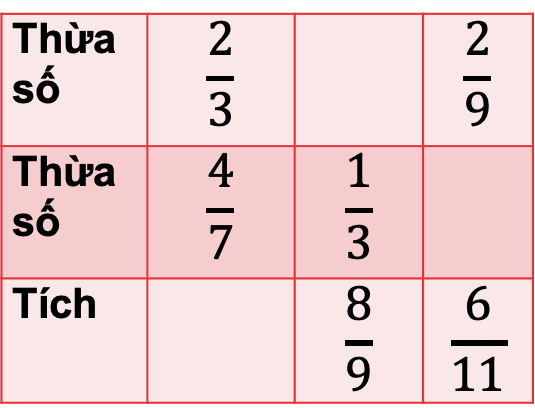 Thừa số 2/3 2/9
Thừa số 4/7 1/3
Tích 8/9 6/11